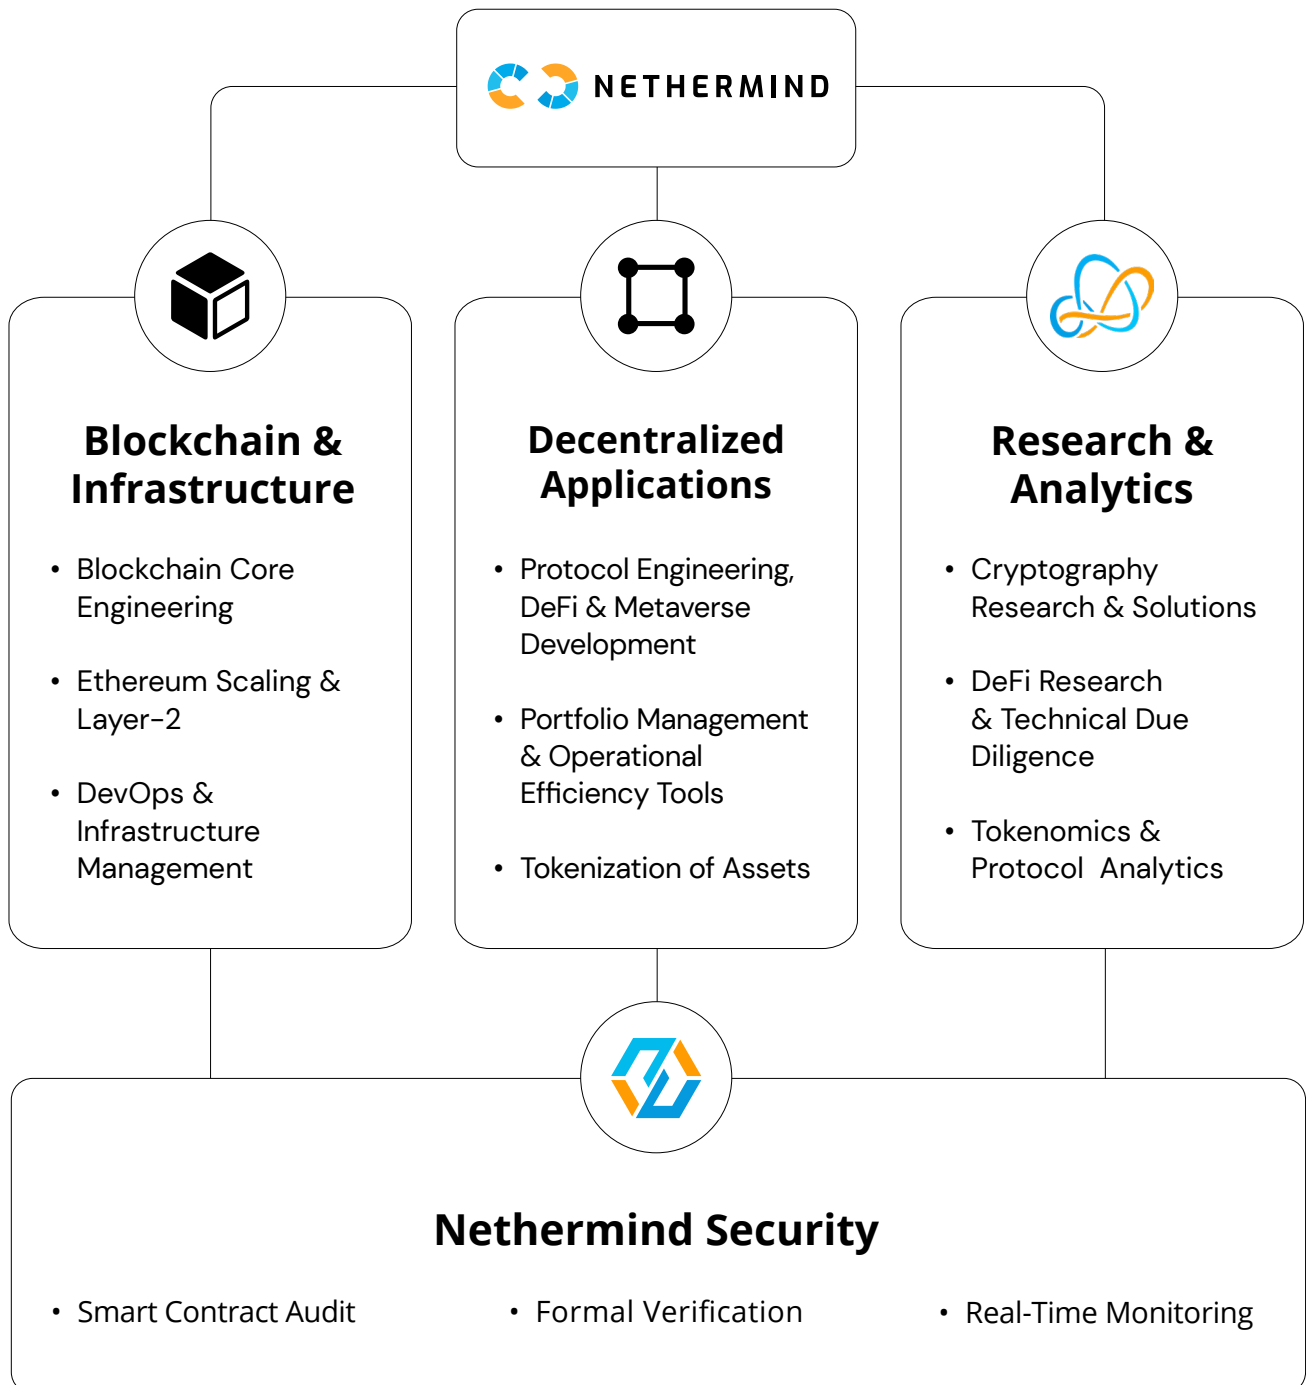 NETHERMIND
Blockchain &
Infrastructure
• Blockchain Core
Engineering
• Ethereum Scaling &
Layer-2
• DevOps &
Infrastructure
Management
Decentralized
Applications
• Protocol Engineering,
DeFi & Metaverse
Development
• Portfolio Management
& Operational
Efficiency Tools
• Tokenization of Assets
Research &
Analytics
• Cryptography
Research & Solutions
• DeFi Research
& Technical Due
Diligence
• Tokenomics &
Protocol Analytics
Nethermind Security
• Smart Contract Audit
• Formal Verification
• Real-Time Monitoring